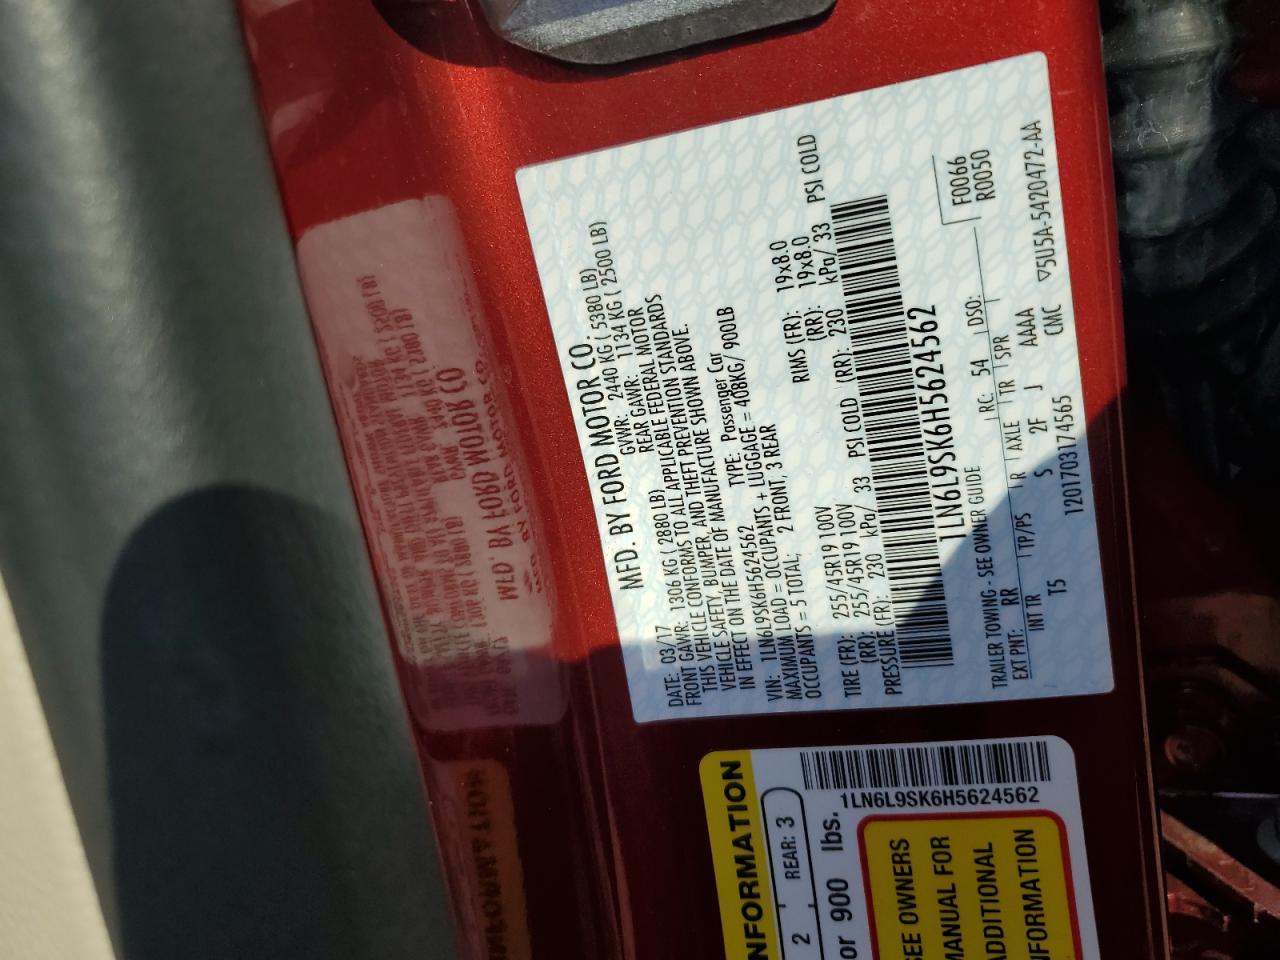 MFD. BY FORD MOTOR CO.
DATE: 03/17 GVWR: 2440 KG ( 5380 LB)
FRONT GAWR: 1306 KG ( 2880 LB) REAR GAWR: 1134 KG ( 2500 LB)
THIS VEHICLE CONFORMS TO ALL APPLICABLE FEDERAL MOTOR
VEHICLE SAFETY, BUMPER, AND THEFT PREVENTION STANDARDS
IN EFFECT ON THE DATE OF MANUFACTURE SHOWN ABOVE.
VIN: 1LN6L9SK6H5624562 TYPE: Passenger Car
MAXIMUM LOAD = OCCUPANTS + LUGGAGE = 408KG/ 900LB
OCCUPANTS = 5 TOTAL; 2 FRONT, 3 REAR
TIRE (FR): 255/45R19 100V RIMS (FR): 19x8.0
(RR): 255/45R19 100V (RR): 19x8.0
PRESSURE (FR): 230 kPa/ 33 PSI COLD (RR): 230 kPa/ 33 PSI COLD
1LN6L9SK6H5624562
F0066
R0050
TRAILER TOWING - SEE OWNER GUIDE
EXT PNT: RR RC: 54 DSO:
INT TR TP/PS R AXLE TR SPR
T5 S 2F J AAAA
1201703174565 CMC ▽5U5A-5420472-AA
NFORMATION
2 REAR: 3
or 900 lbs.
1LN6L9SK6H5624562
SEE OWNERS
MANUAL FOR
ADDITIONAL
NFORMATION